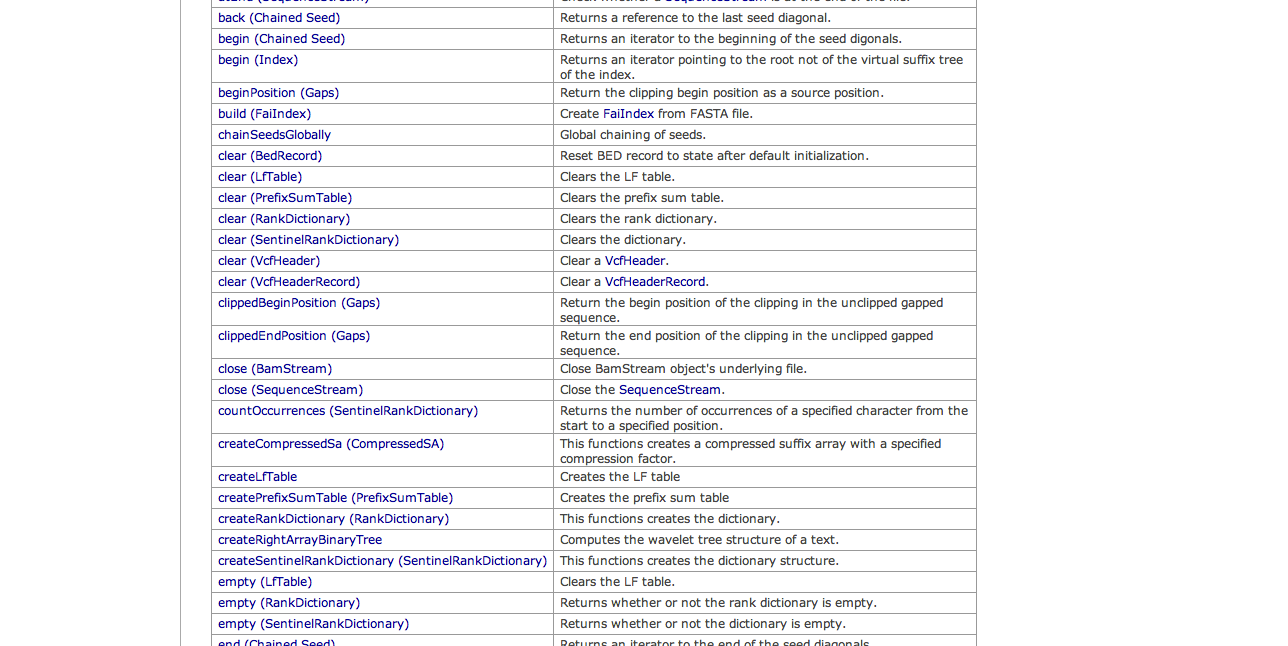 atEnd (SequenceStream) Check whether a SequenceStream is at the end of the file.
back (Chained Seed) Returns a reference to the last seed diagonal.
begin (Chained Seed) Returns an iterator to the beginning of the seed digonals.
begin (Index) Returns an iterator pointing to the root not of the virtual suffix tree
of the index.
beginPosition (Gaps) Return the clipping begin position as a source position.
build (FaiIndex) Create FaiIndex from FASTA file.
chainSeedsGlobally Global chaining of seeds.
clear (BedRecord) Reset BED record to state after default initialization.
clear (LfTable) Clears the LF table.
clear (PrefixSumTable) Clears the prefix sum table.
clear (RankDictionary) Clears the rank dictionary.
clear (SentinelRankDictionary) Clears the dictionary.
clear (VcfHeader) Clear a VcfHeader.
clear (VcfHeaderRecord) Clear a VcfHeaderRecord.
clippedBeginPosition (Gaps) Return the begin position of the clipping in the unclipped gapped
sequence.
clippedEndPosition (Gaps) Return the end position of the clipping in the unclipped gapped
sequence.
close (BamStream) Close BamStream object's underlying file.
close (SequenceStream) Close the SequenceStream.
countOccurrences (SentinelRankDictionary) Returns the number of occurrences of a specified character from the
start to a specified position.
createCompressedSa (CompressedSA) This functions creates a compressed suffix array with a specified
compression factor.
createLfTable Creates the LF table
createPrefixSumTable (PrefixSumTable) Creates the prefix sum table
createRankDictionary (RankDictionary) This functions creates the dictionary.
createRightArrayBinaryTree Computes the wavelet tree structure of a text.
createSentinelRankDictionary (SentinelRankDictionary) This functions creates the dictionary structure.
empty (LfTable) Clears the LF table.
empty (RankDictionary) Returns whether or not the rank dictionary is empty.
empty (SentinelRankDictionary) Returns whether or not the dictionary is empty.
end (Chained Seed) Returns an iterator to the end of the seed diagonals.